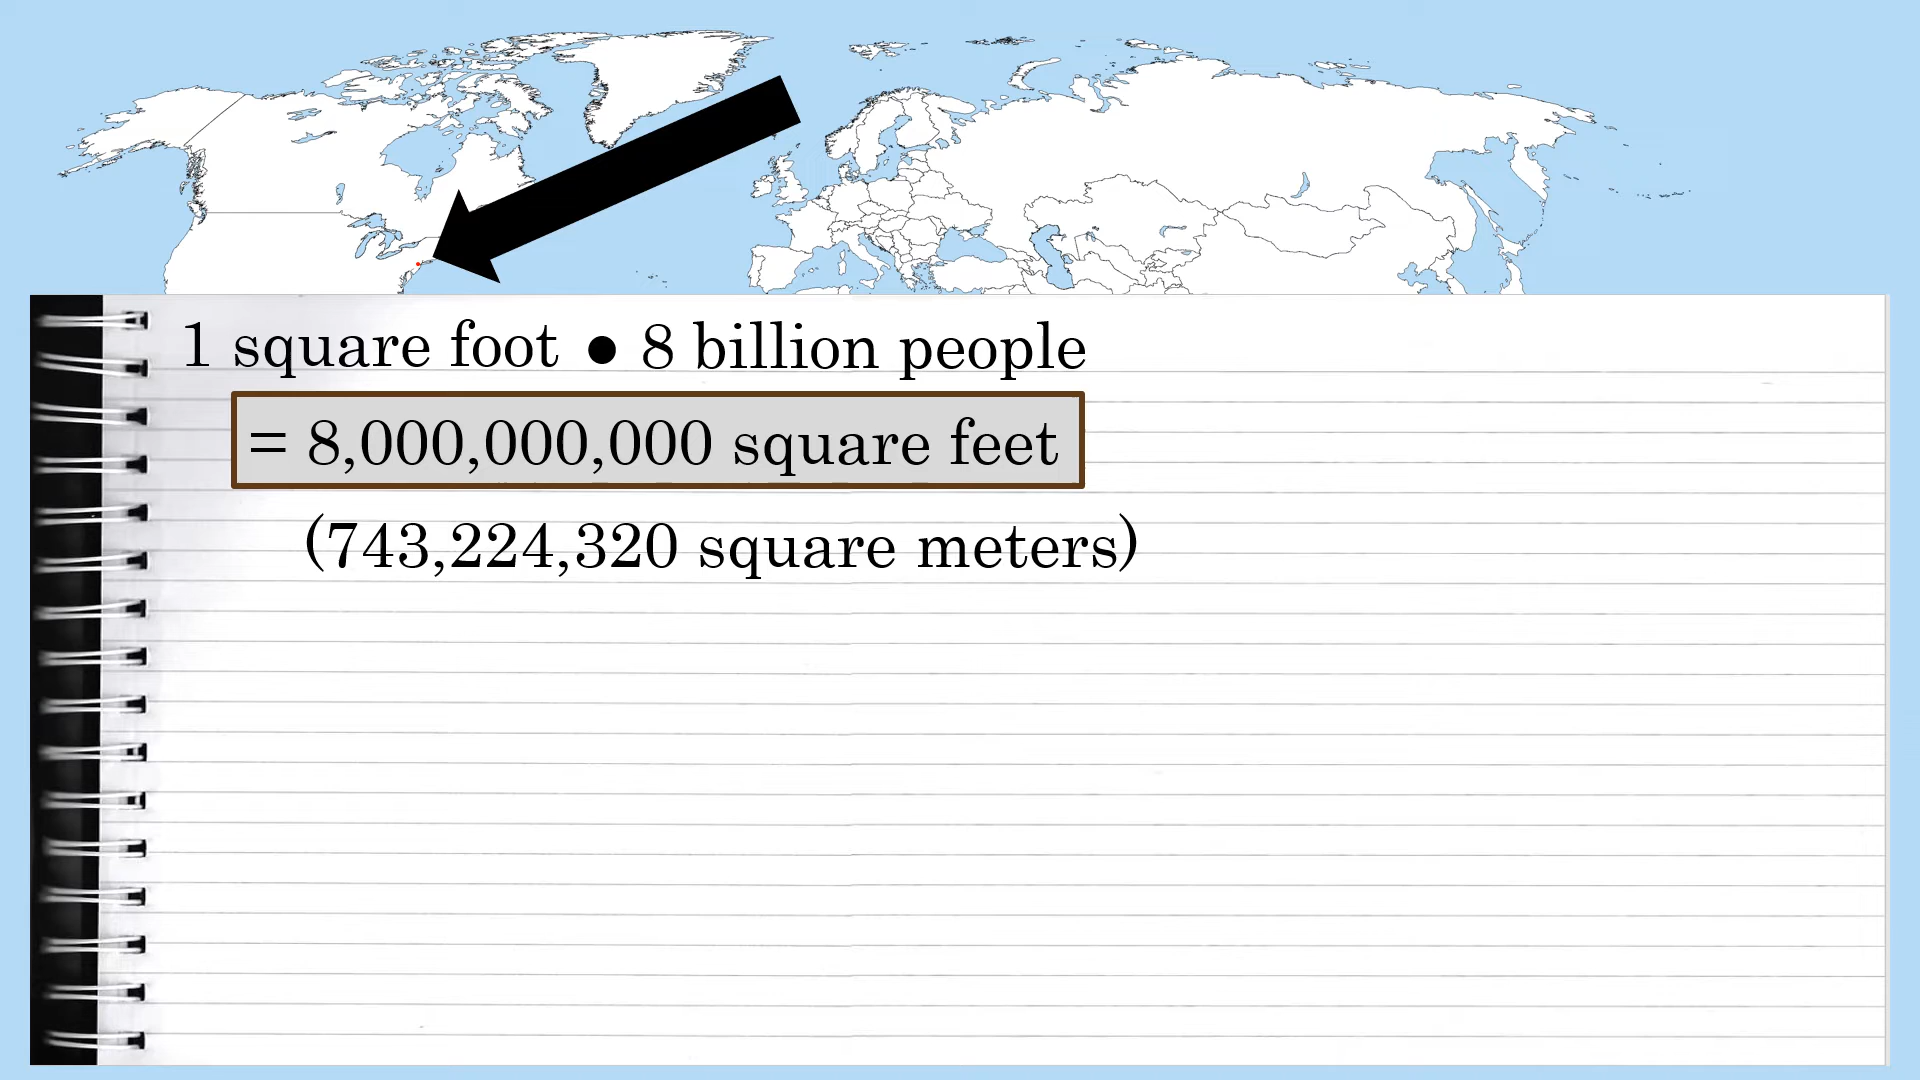 1 square foot ● 8 billion people
= 8,000,000,000 square feet
(743,224,320 square meters)